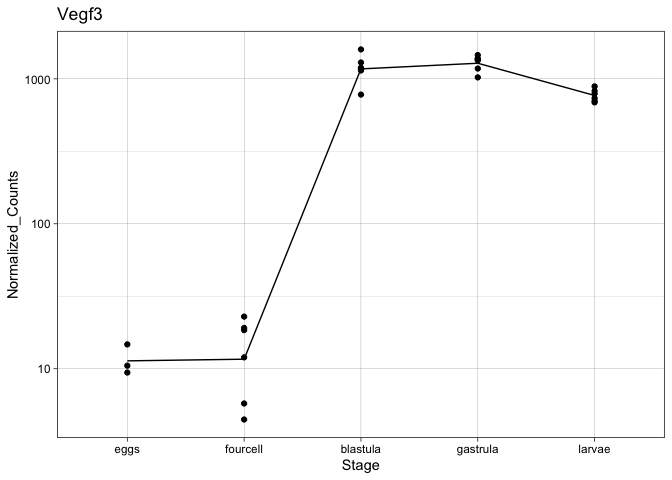 Vegf3
1000
100
10
Normalized_Counts
eggs fourcell blastula gastrula larvae
Stage